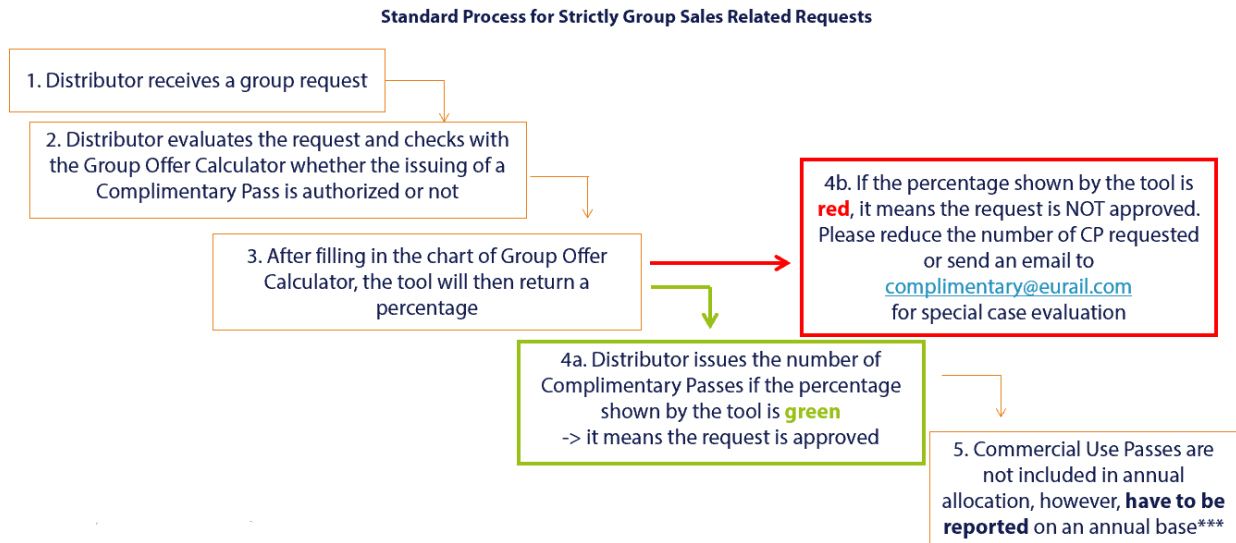 Standard Process for Strictly Group Sales Related Requests
1. Distributor receives a group request
2. Distributor evaluates the request and checks with
the Group Offer Calculator whether the issuing of a
Complimentary Pass is authorized or not
3. After filling in the chart of Group Offer
Calculator, the tool will then return a
percentage
4b. If the percentage shown by the tool is
red, it means the request is NOT approved.
Please reduce the number of CP requested
or send an email to
complimentary@eurail.com
for special case evaluation
4a. Distributor issues the number of
Complimentary Passes if the percentage
shown by the tool is green
-> it means the request is approved
5. Commercial Use Passes are
not included in annual
allocation, however, have to be
reported on an annual base***